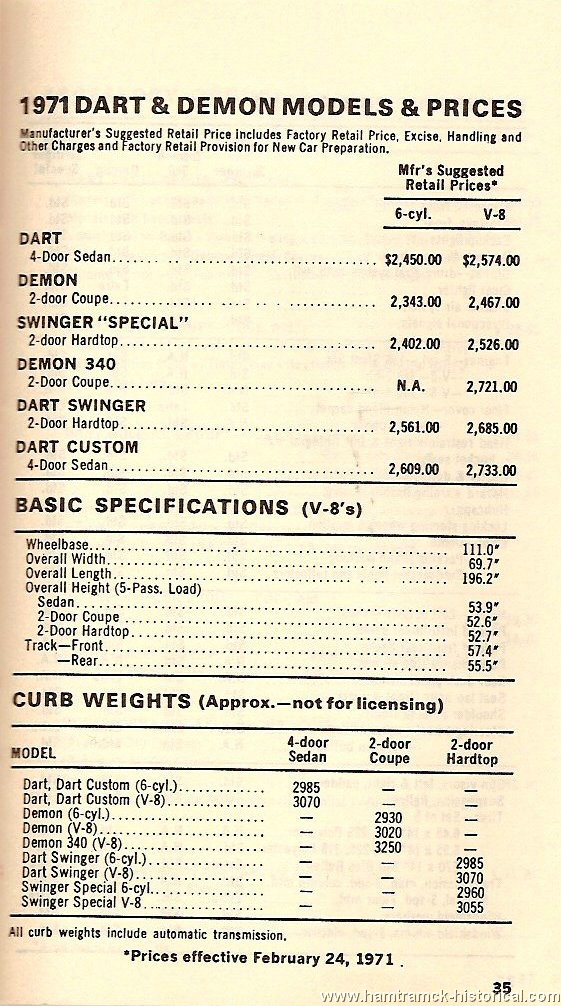 1971 DART & DEMON MODELS & PRICES
Manufacturer's Suggested Retail Price Includes Factory Retail Price, Excise, Handling and
Other Charges and Factory Retail Provision for New Car Preparation.
Mfr's Suggested
Retail Prices*
6-cyl. V-8
DART
4-Door Sedan $2,450.00 $2,574.00
DEMON
2-door Coupe 2,343.00 2,467.00
SWINGER "SPECIAL"
2-door Hardtop 2,402.00 2,526.00
DEMON 340
2-Door Coupe N.A. 2,721.00
DART SWINGER
2-Door Hardtop 2,561.00 2,685.00
DART CUSTOM
4-Door Sedan 2,609.00 2,733.00
BASIC SPECIFICATIONS (V-8's)
Wheelbase 111.0"
Overall Width 69.7"
Overall Length 196.2"
Overall Height (5-Pass. Load)
Sedan 53.9"
2-Door Coupe 52.6"
2-Door Hardtop 52.7"
Track—Front 57.4"
—Rear 55.5"
CURB WEIGHTS (Approx.—not for licensing)
MODEL 4-door Sedan 2-door Coupe 2-door Hardtop
Dart, Dart Custom (6-cyl.) 2985 — —
Dart, Dart Custom (V-8) 3070 — —
Demon (6-cyl.) — 2930 —
Demon (V-8) — 3020 —
Demon 340 (V-8) — 3250 —
Dart Swinger (6-cyl.) — — 2985
Dart Swinger (V-8) — — 3070
Swinger Special 6-cyl. — — 2960
Swinger Special V-8 — — 3055
All curb weights include automatic transmission.
*Prices effective February 24, 1971.
35
www.hamtramck-historical.com